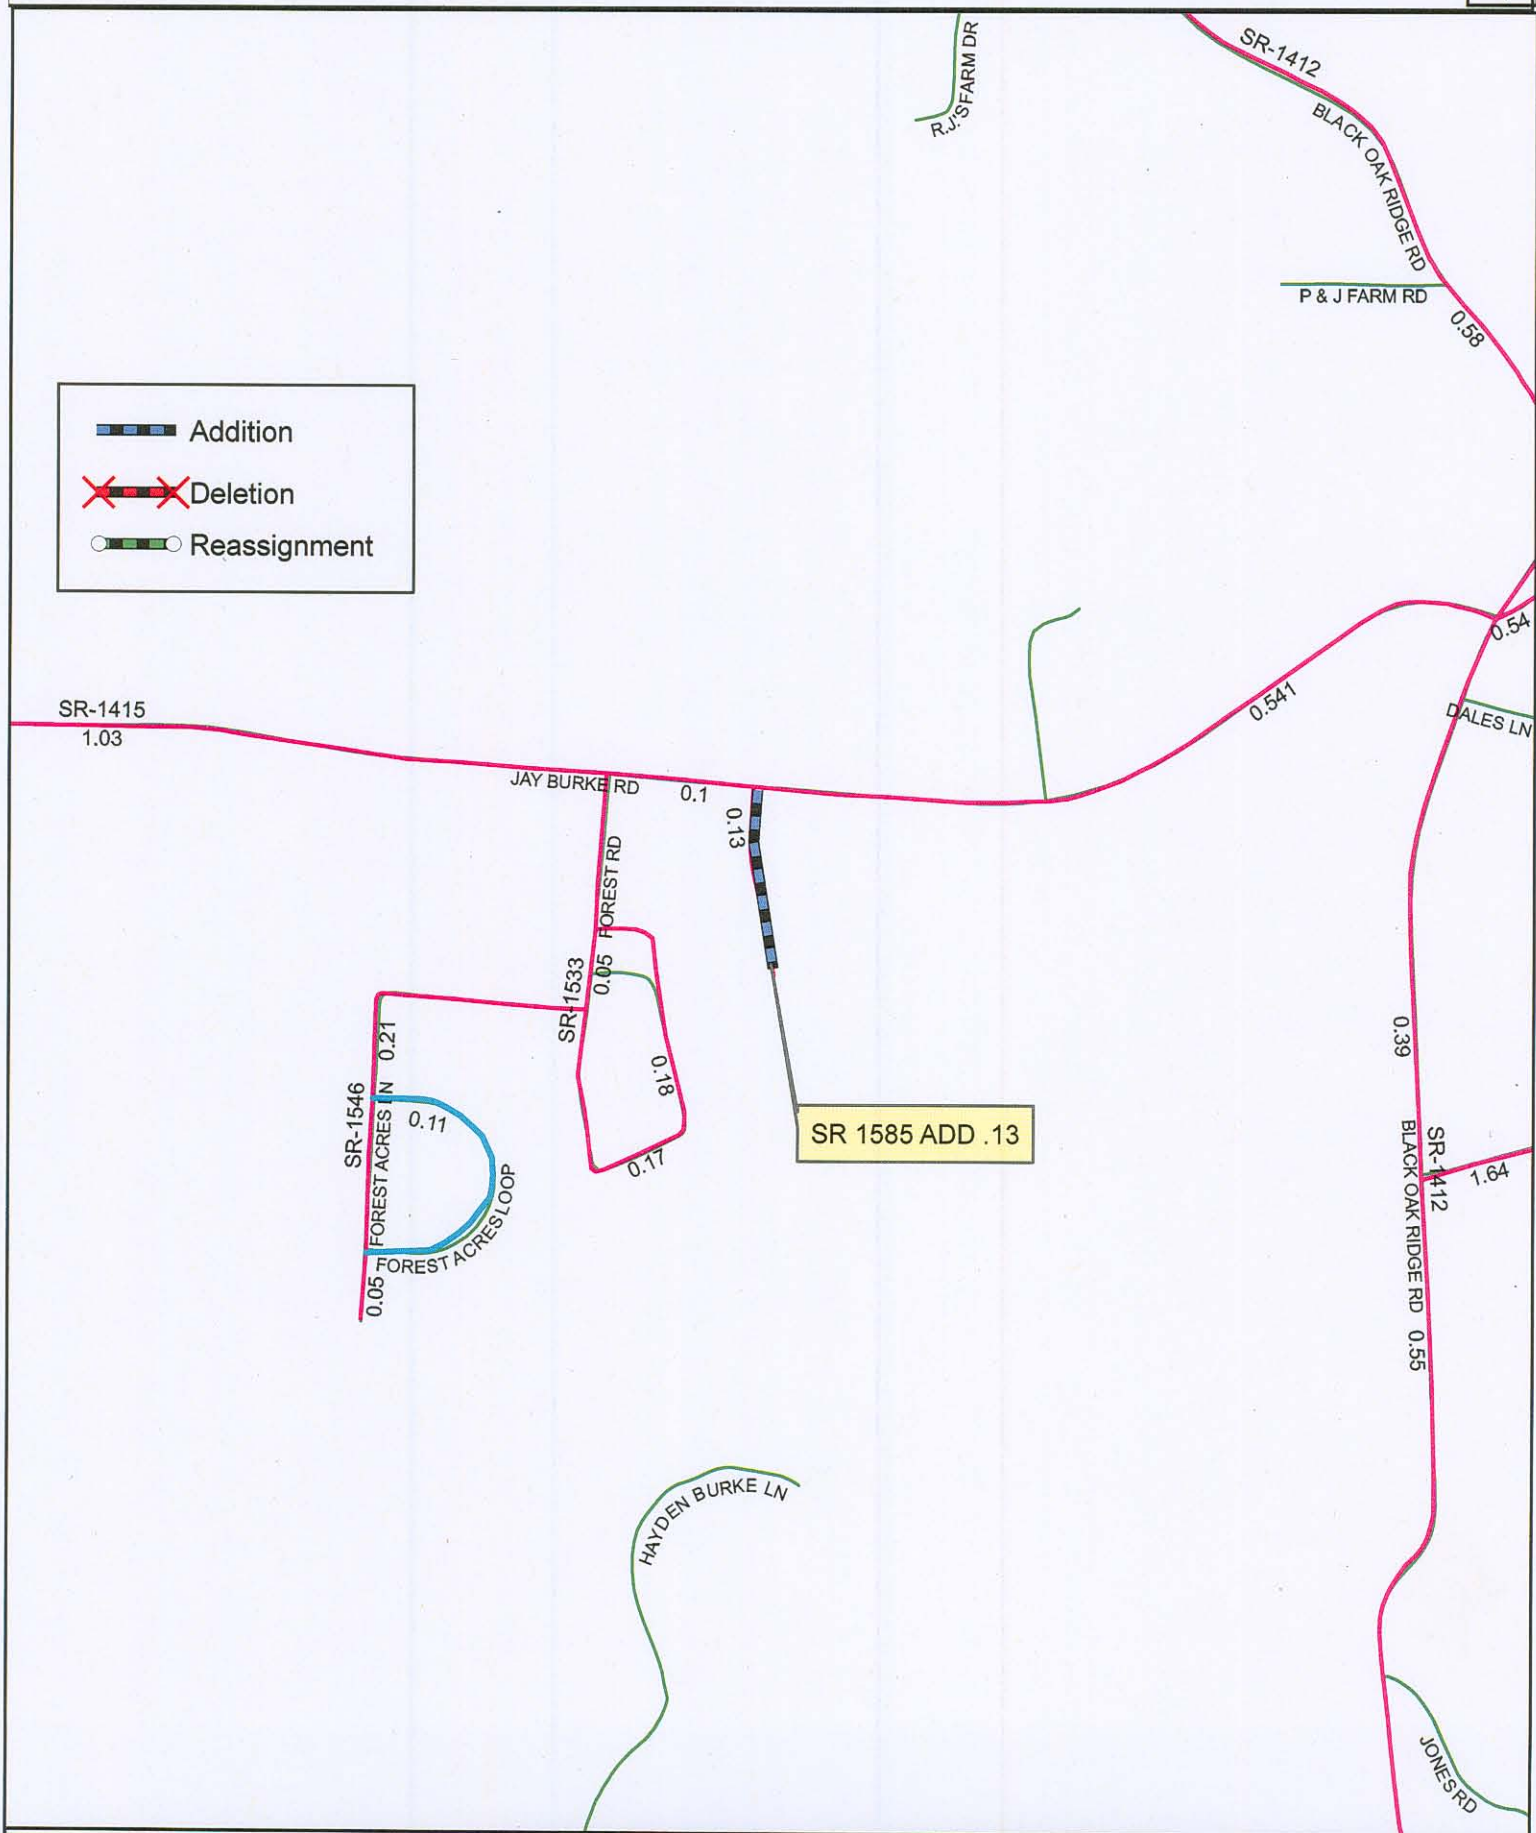 R.J.'S FARM DR
SR-1412
BLACK OAK RIDGE RD
P & J FARM RD
0.58
Addition
Deletion
Reassignment
0.54
0.541
DALES LN
SR-1415
1.03
JAY BURKE RD
0.1
0.13
FOREST RD
0.05
SR-1533
0.21
0.18
0.39
SR-1546
FOREST ACRES LN
0.11
SR 1585 ADD .13
0.17
SR-1412
BLACK OAK RIDGE RD
1.64
FOREST ACRES LOOP
0.05
0.55
HAYDEN BURKE LN
JONES RD